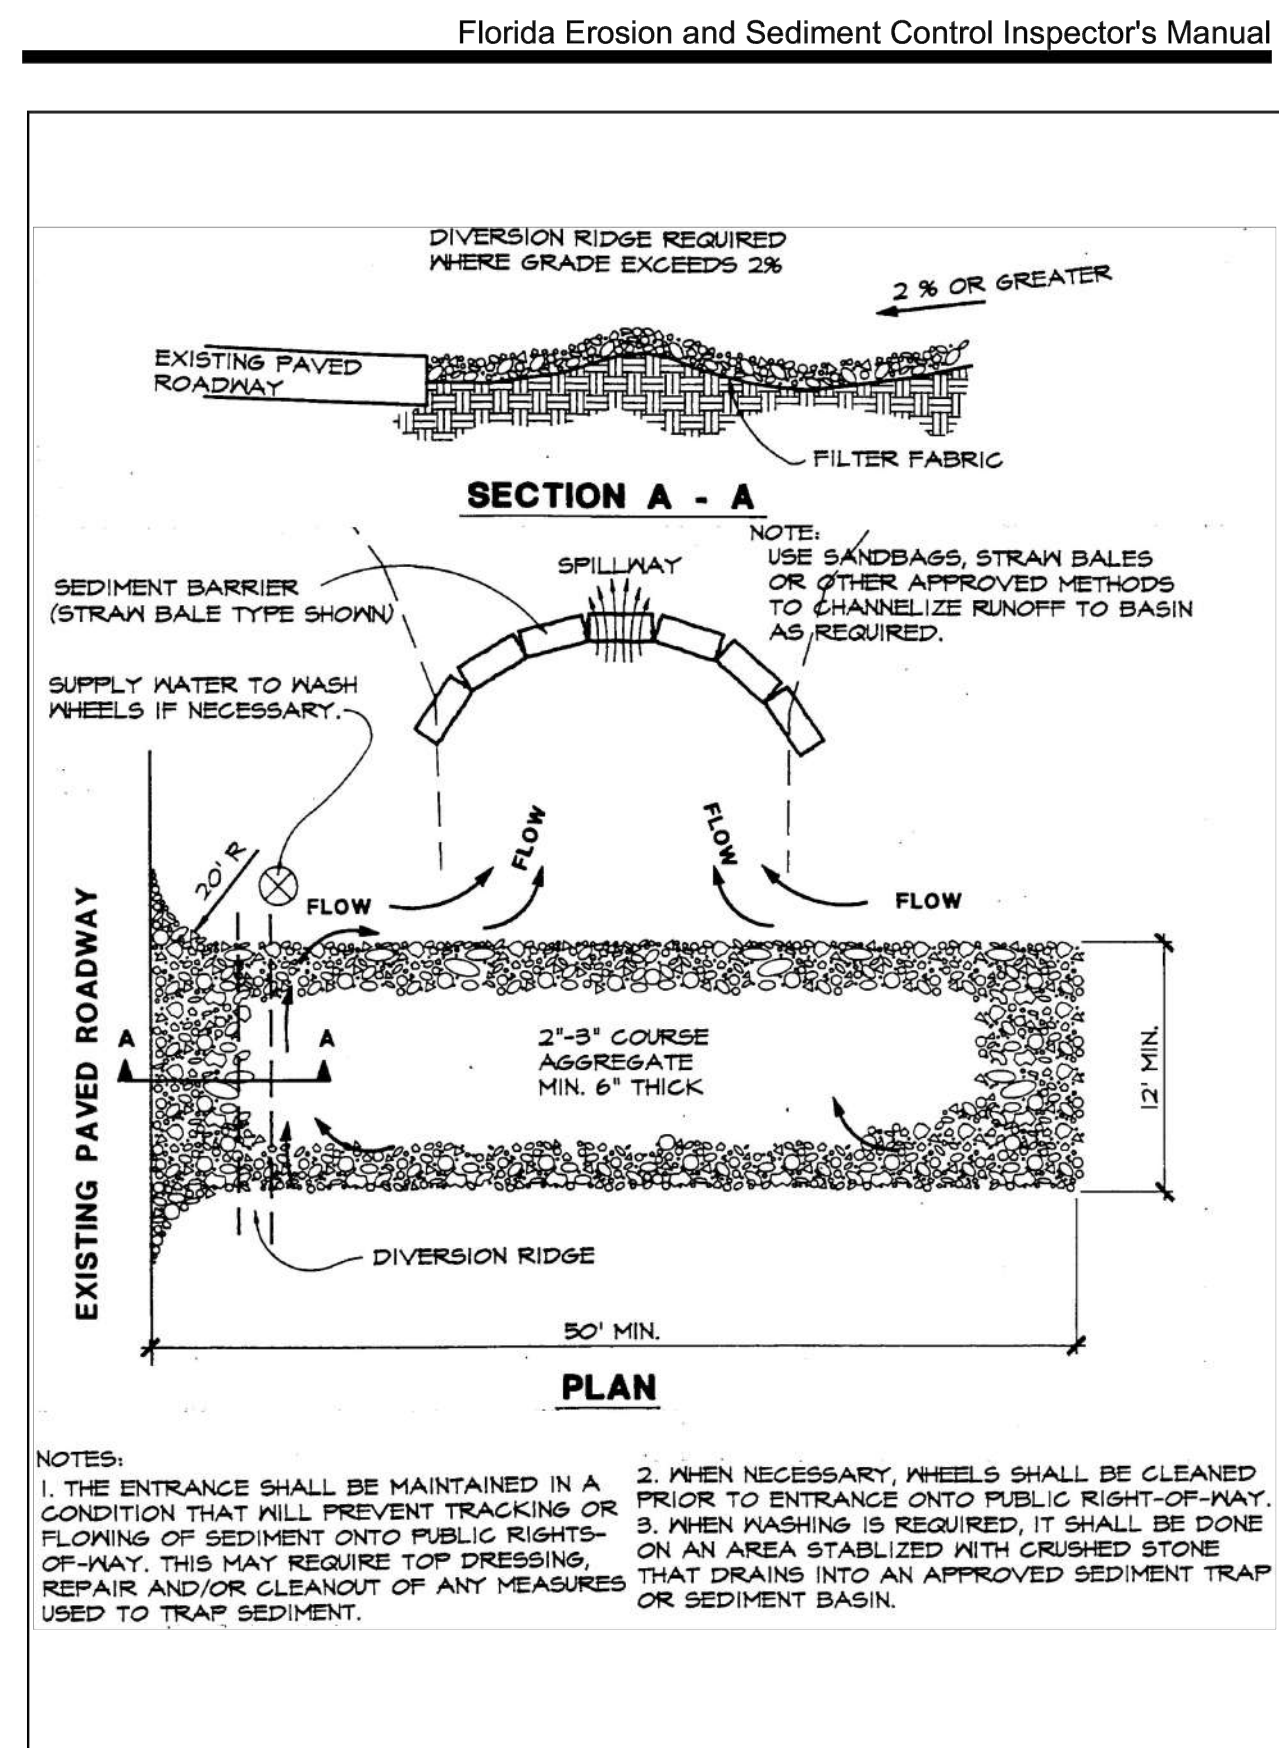 Florida Erosion and Sediment Control Inspector's Manual
DIVERSION RIDGE REQUIRED
WHERE GRADE EXCEEDS 2%
2 % OR GREATER
EXISTING PAVED
ROADWAY
FILTER FABRIC
SECTION A - A
NOTE:
USE SANDBAGS, STRAW BALES
OR OTHER APPROVED METHODS
TO CHANNELIZE RUNOFF TO BASIN
AS REQUIRED.
SPILLWAY
SEDIMENT BARRIER
(STRAW BALE TYPE SHOWN)
SUPPLY WATER TO WASH
WHEELS IF NECESSARY.
FLOW
FLOW
20' R
FLOW
FLOW
EXISTING PAVED ROADWAY
A
A
2"-3" COURSE
AGGREGATE
MIN. 6" THICK
12' MIN.
DIVERSION RIDGE
50' MIN.
PLAN
NOTES:
1. THE ENTRANCE SHALL BE MAINTAINED IN A
CONDITION THAT WILL PREVENT TRACKING OR
FLOWING OF SEDIMENT ONTO PUBLIC RIGHTS-
OF-WAY. THIS MAY REQUIRE TOP DRESSING,
REPAIR AND/OR CLEANOUT OF ANY MEASURES
USED TO TRAP SEDIMENT.
2. WHEN NECESSARY, WHEELS SHALL BE CLEANED
PRIOR TO ENTRANCE ONTO PUBLIC RIGHT-OF-WAY.
3. WHEN WASHING IS REQUIRED, IT SHALL BE DONE
ON AN AREA STABLIZED WITH CRUSHED STONE
THAT DRAINS INTO AN APPROVED SEDIMENT TRAP
OR SEDIMENT BASIN.